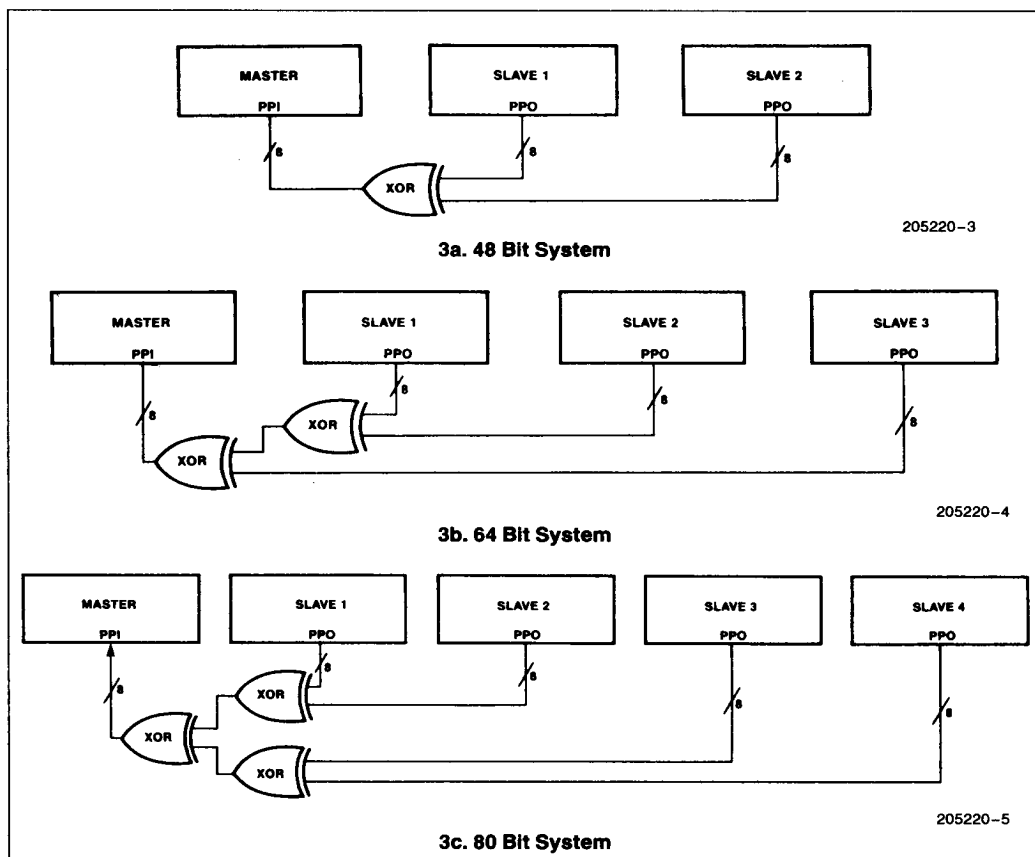 MASTER SLAVE 1 SLAVE 2
PPI PPO PPO
8 8 8
XOR
205220-3
3a. 48 Bit System
MASTER SLAVE 1 SLAVE 2 SLAVE 3
PPI PPO PPO PPO
8 8 8 8
XOR
XOR
205220-4
3b. 64 Bit System
MASTER SLAVE 1 SLAVE 2 SLAVE 3 SLAVE 4
PPI PPO PPO PPO PPO
8 8 8 8 8
XOR
XOR
XOR
205220-5
3c. 80 Bit System